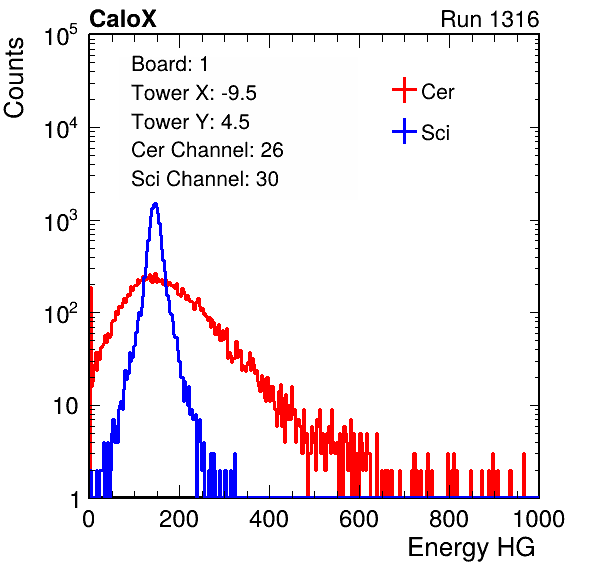 CaloX Run 1316
Counts
10^5
10^4
10^3
10^2
10
1
Board: 1
Tower X: -9.5
Tower Y: 4.5
Cer Channel: 26
Sci Channel: 30
Cer
Sci
0 200 400 600 800 1000
Energy HG